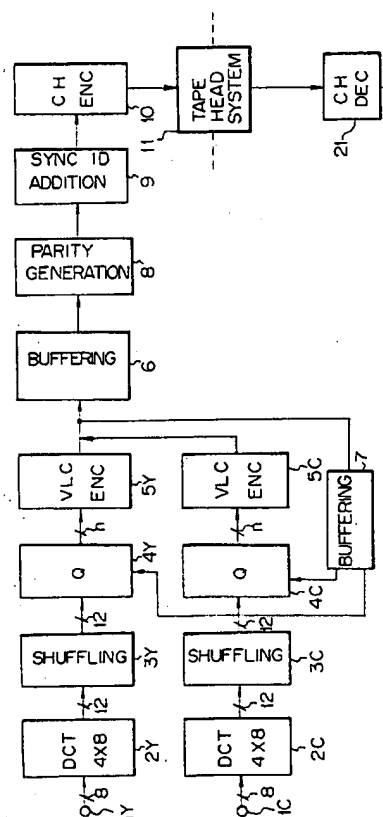 8
1Y
DCT
4X8
2Y
12
SHUFFLING
3Y
12
Q
4Y
n
VLC
ENC
5Y
BUFFERING
6
PARITY
GENERATION
8
SYNC ID
ADDITION
9
CH
ENC
10
TAPE
HEAD
SYSTEM
11
CH
DEC
21
8
1C
DCT
4X8
2C
12
SHUFFLING
3C
12
Q
4C
n
VLC
ENC
5C
BUFFERING
7